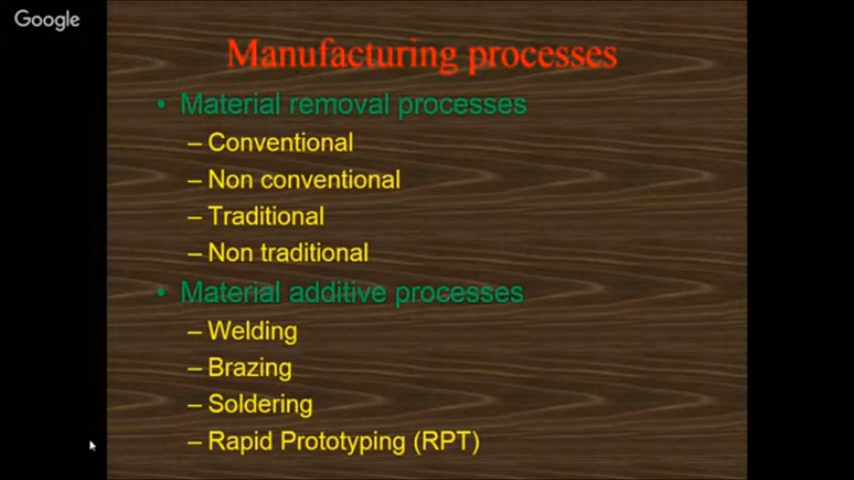 Google
Manufacturing processes
• Material removal processes
– Conventional
– Non conventional
– Traditional
– Non traditional
• Material additive processes
– Welding
– Brazing
– Soldering
– Rapid Prototyping (RPT)